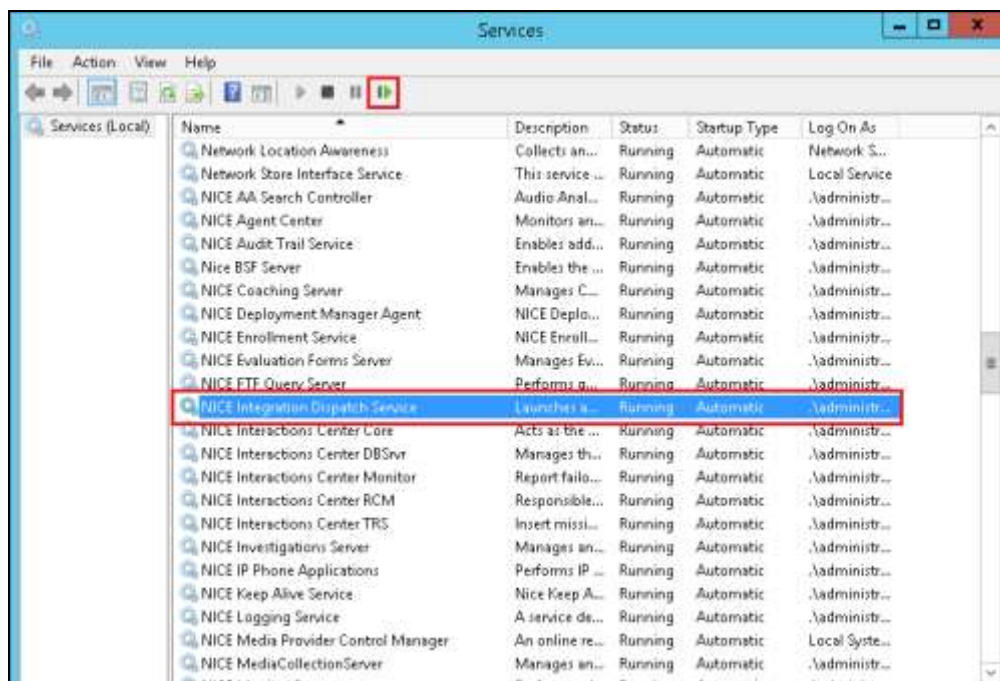 Services
File Action View Help
Services (Local)
Name Description Status Startup Type Log On As
Network Location Awareness Collects an... Running Automatic Network S...
Network Store Interface Service This service ... Running Automatic Local Service
NICE AA Search Controller Audio Anal... Running Automatic .\administr...
NICE Agent Center Monitors an... Running Automatic .\administr...
NICE Audit Trail Service Enables add... Running Automatic .\administr...
Nice BSF Server Enables the ... Running Automatic .\administr...
NICE Coaching Server Manages C... Running Automatic .\administr...
NICE Deployment Manager Agent NICE Deplo... Running Automatic .\administr...
NICE Enrollment Service NICE Enroll... Running Automatic .\administr...
NICE Evaluation Forms Server Manages Ev... Running Automatic .\administr...
NICE FTF Query Server Performs q... Running Automatic .\administr...
NICE Integration Dispatch Service Launches a... Running Automatic .\administr...
NICE Interactions Center Core Acts as the ... Running Automatic .\administr...
NICE Interactions Center DBSrvr Manages th... Running Automatic .\administr...
NICE Interactions Center Monitor Report failo... Running Automatic .\administr...
NICE Interactions Center RCM Responsible... Running Automatic .\administr...
NICE Interactions Center TRS Insert missi... Running Automatic .\administr...
NICE Investigations Server Manages an... Running Automatic .\administr...
NICE IP Phone Applications Performs IP ... Running Automatic .\administr...
NICE Keep Alive Service Nice Keep A... Running Automatic .\administr...
NICE Logging Service A service de... Running Automatic .\administr...
NICE Media Provider Control Manager An online re... Running Automatic Local Syste...
NICE MediaCollectionServer Manages an... Running Automatic .\administr...